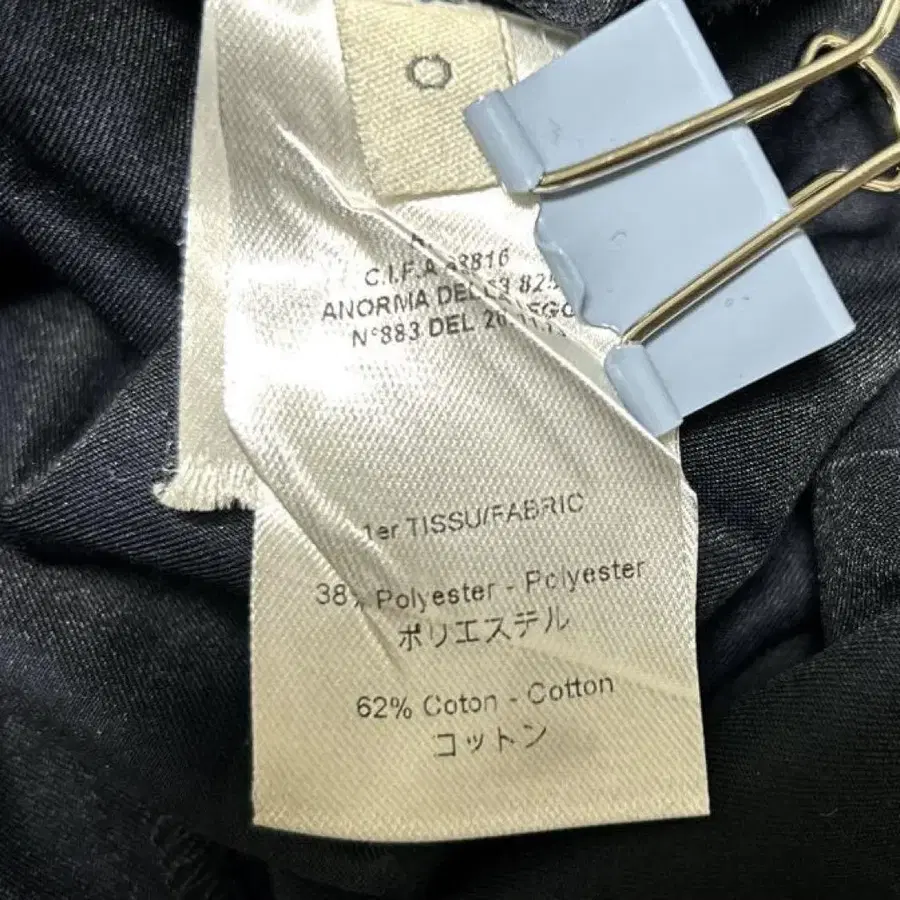 O
C.I.F.A
ANORMA
N°883 DEL
1er TISSU/FABRIC
38% Polyester - Polyester
ポリエステル
62% Coton - Cotton
コットン